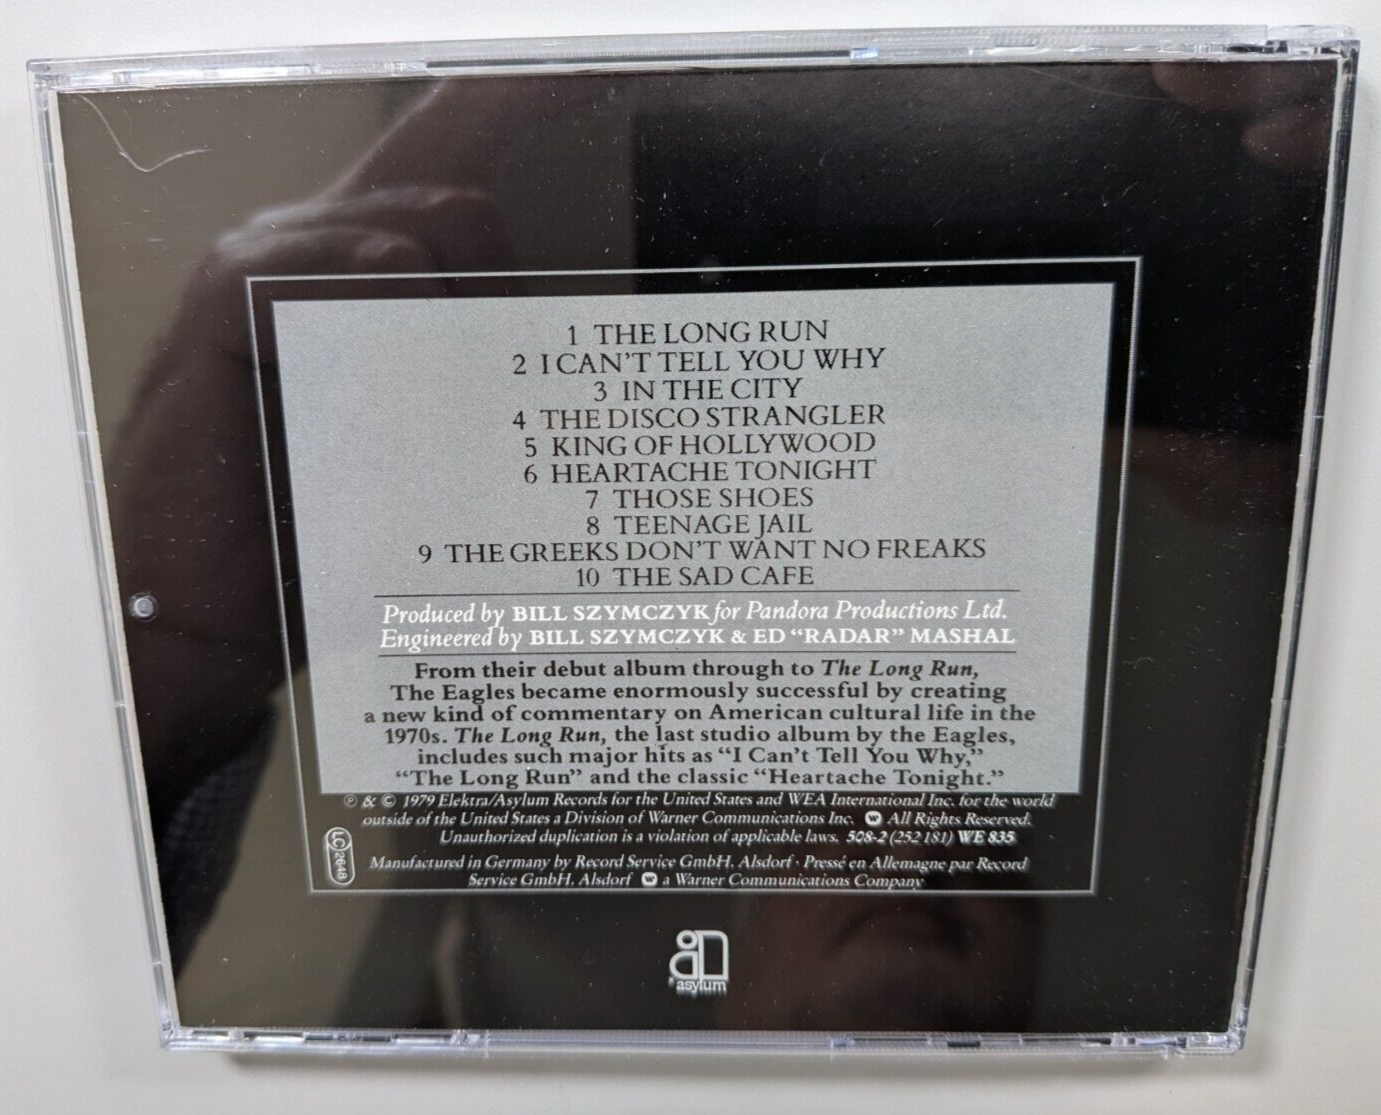 1 THE LONG RUN
2 I CAN'T TELL YOU WHY
3 IN THE CITY
4 THE DISCO STRANGLER
5 KING OF HOLLYWOOD
6 HEARTACHE TONIGHT
7 THOSE SHOES
8 TEENAGE JAIL
9 THE GREEKS DON'T WANT NO FREAKS
10 THE SAD CAFE
Produced by BILL SZYMCZYK for Pandora Productions Ltd.
Engineered by BILL SZYMCZYK & ED “RADAR” MASHAL
From their debut album through to The Long Run,
The Eagles became enormously successful by creating
a new kind of commentary on American cultural life in the
1970s. The Long Run, the last studio album by the Eagles,
includes such major hits as “I Can't Tell You Why,”
“The Long Run” and the classic “Heartache Tonight.”
℗ & © 1979 Elektra/Asylum Records for the United States and WEA International Inc. for the world
outside of the United States a Division of Warner Communications Inc. W All Rights Reserved.
Unauthorized duplication is a violation of applicable laws. 508-2 (252 181) WE 835
LC 2648
Manufactured in Germany by Record Service GmbH, Alsdorf · Pressé en Allemagne par Record
Service GmbH, Alsdorf W a Warner Communications Company
asylum